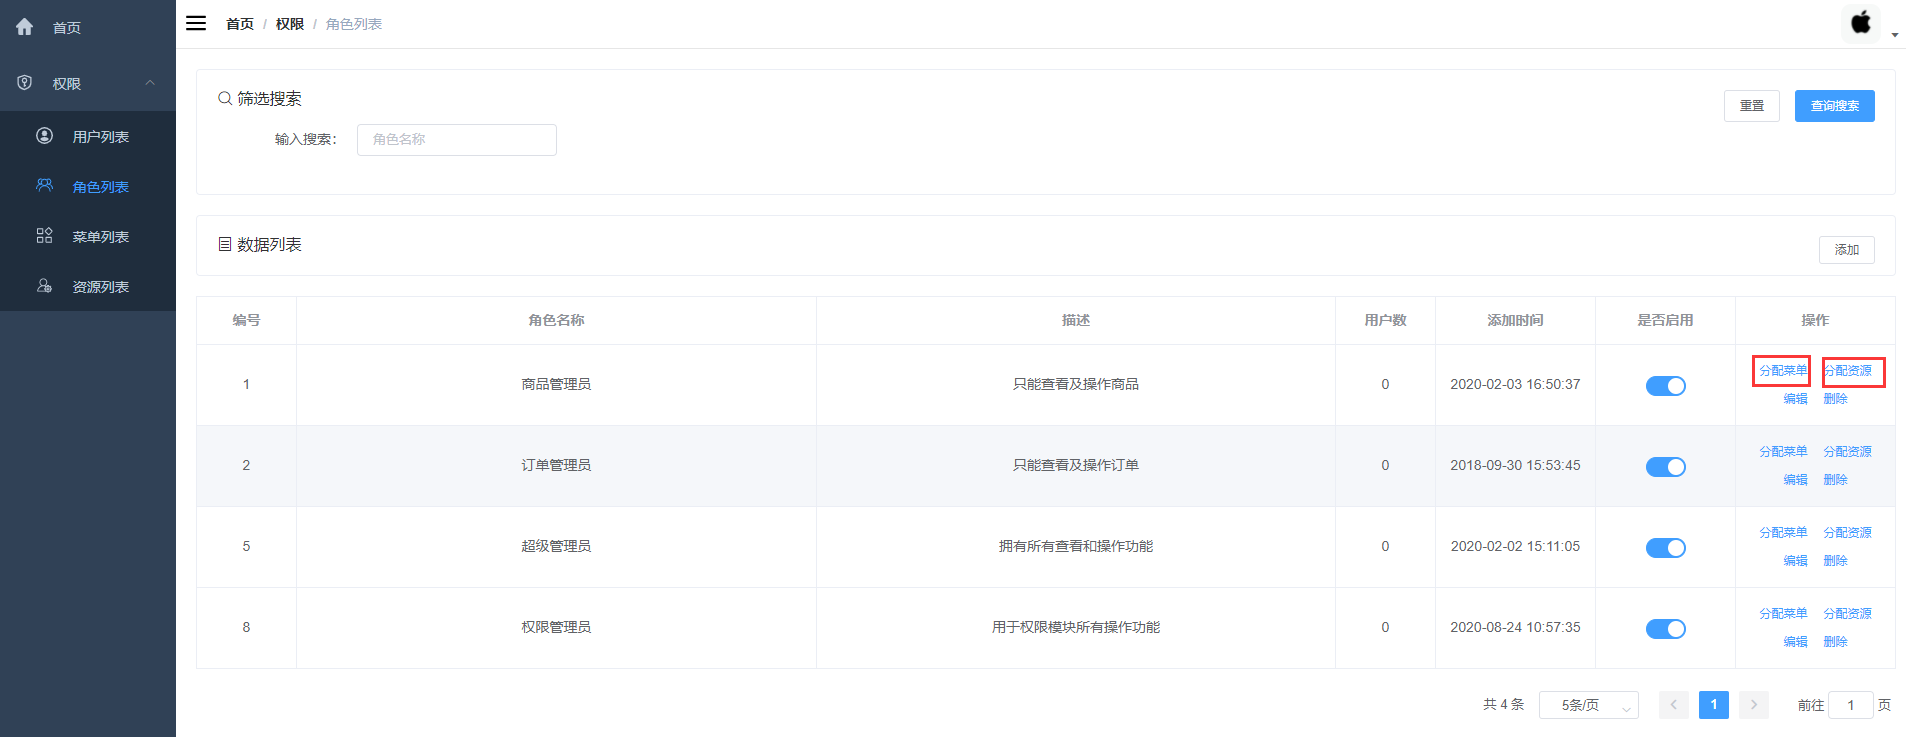 首页
权限
用户列表
角色列表
菜单列表
资源列表
首页 / 权限 / 角色列表
筛选搜索
重置 查询搜索
输入搜索： 角色名称
数据列表
添加
编号 角色名称 描述 用户数 添加时间 是否启用 操作
1 商品管理员 只能查看及操作商品 0 2020-02-03 16:50:37 分配菜单 分配资源
编辑 删除
2 订单管理员 只能查看及操作订单 0 2018-09-30 15:53:45 分配菜单 分配资源
编辑 删除
5 超级管理员 拥有所有查看和操作功能 0 2020-02-02 15:11:05 分配菜单 分配资源
编辑 删除
8 权限管理员 用于权限模块所有操作功能 0 2020-08-24 10:57:35 分配菜单 分配资源
编辑 删除
共 4 条 5条/页 1 前往 1 页